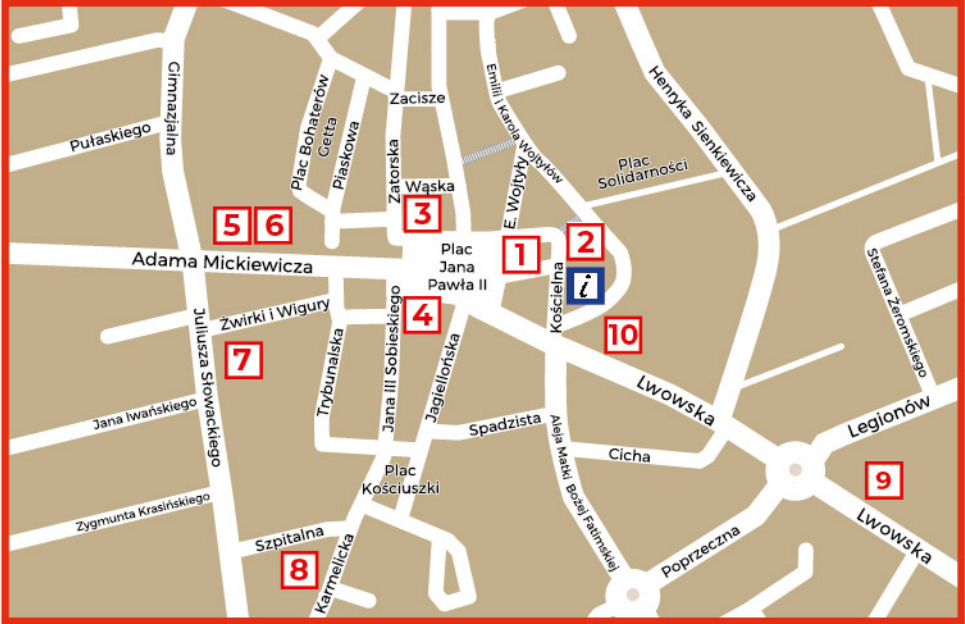 Gimnazjalna
Pułaskiego
Plac Bohaterów
Getta
Piaskowa
Zacisze
Zatorska
Wąska
Emilii i Karola Wojtyłów
E. Wojtyły
Plac
Solidarności
Henryka Sienkiewicza
5
6
3
1
2
Adama Mickiewicza
Plac
Jana
Pawła II
Kościelna
i
Stefana Żeromskiego
Żwirki i Wigury
4
10
7
Juliusza Słowackiego
Trybunalska
Jana III Sobieskiego
Jagiellońska
Lwowska
Jana Iwańskiego
Spadzista
Aleja Matki Bożej Fatimskiej
Legionów
Cicha
Plac
Kościuszki
9
Zygmunta Krasińskiego
Lwowska
Szpitalna
8
Karmelicka
Poprzeczna